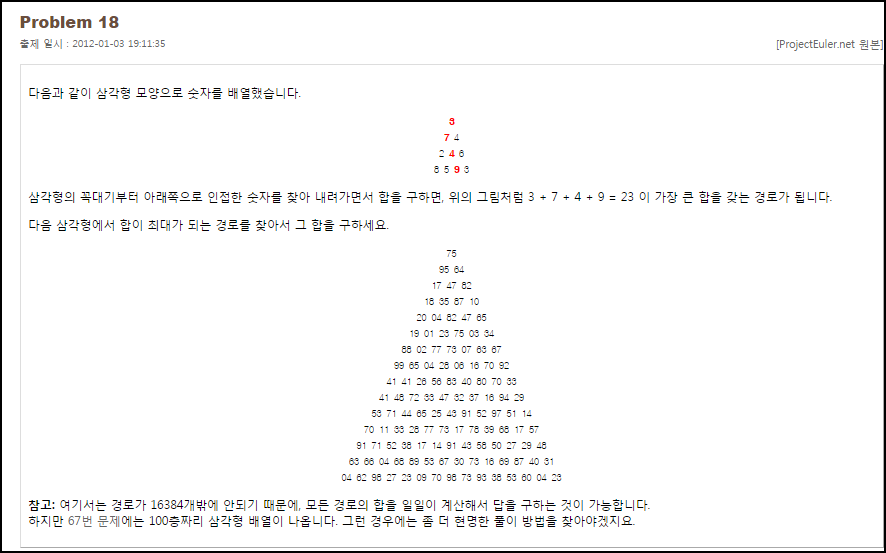 Problem 18
출제 일시 : 2012-01-03 19:11:35
[ProjectEuler.net 원본]
다음과 같이 삼각형 모양으로 숫자를 배열했습니다.
3
7 4
2 4 6
8 5 9 3
삼각형의 꼭대기부터 아래쪽으로 인접한 숫자를 찾아 내려가면서 합을 구하면, 위의 그림처럼 3 + 7 + 4 + 9 = 23 이 가장 큰 합을 갖는 경로가 됩니다.
다음 삼각형에서 합이 최대가 되는 경로를 찾아서 그 합을 구하세요.
75
95 64
17 47 82
18 35 87 10
20 04 82 47 65
19 01 23 75 03 34
88 02 77 73 07 63 67
99 65 04 28 06 16 70 92
41 41 26 56 83 40 80 70 33
41 48 72 33 47 32 37 16 94 29
53 71 44 65 25 43 91 52 97 51 14
70 11 33 28 77 73 17 78 39 68 17 57
91 71 52 38 17 14 91 43 58 50 27 29 48
63 66 04 68 89 53 67 30 73 16 69 87 40 31
04 62 98 27 23 09 70 98 73 93 38 53 60 04 23
참고: 여기서는 경로가 16384개밖에 안되기 때문에, 모든 경로의 합을 일일이 계산해서 답을 구하는 것이 가능합니다.
하지만 67번 문제에는 100층짜리 삼각형 배열이 나옵니다. 그런 경우에는 좀 더 현명한 풀이 방법을 찾아야겠지요.